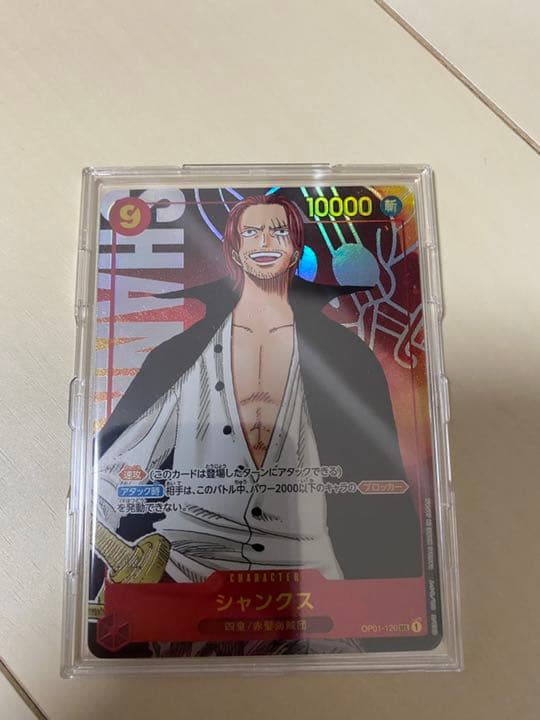 9
10000 斬
SHAN
速攻 (このカードは登場したターンにアタックできる)
アタック時 相手は、このバトル中、パワー2000以下のキャラの ブロッカー
を発動できない。
CHARACTER
シャンクス
四皇/赤髪海賊団
OP01-120 SEC 1